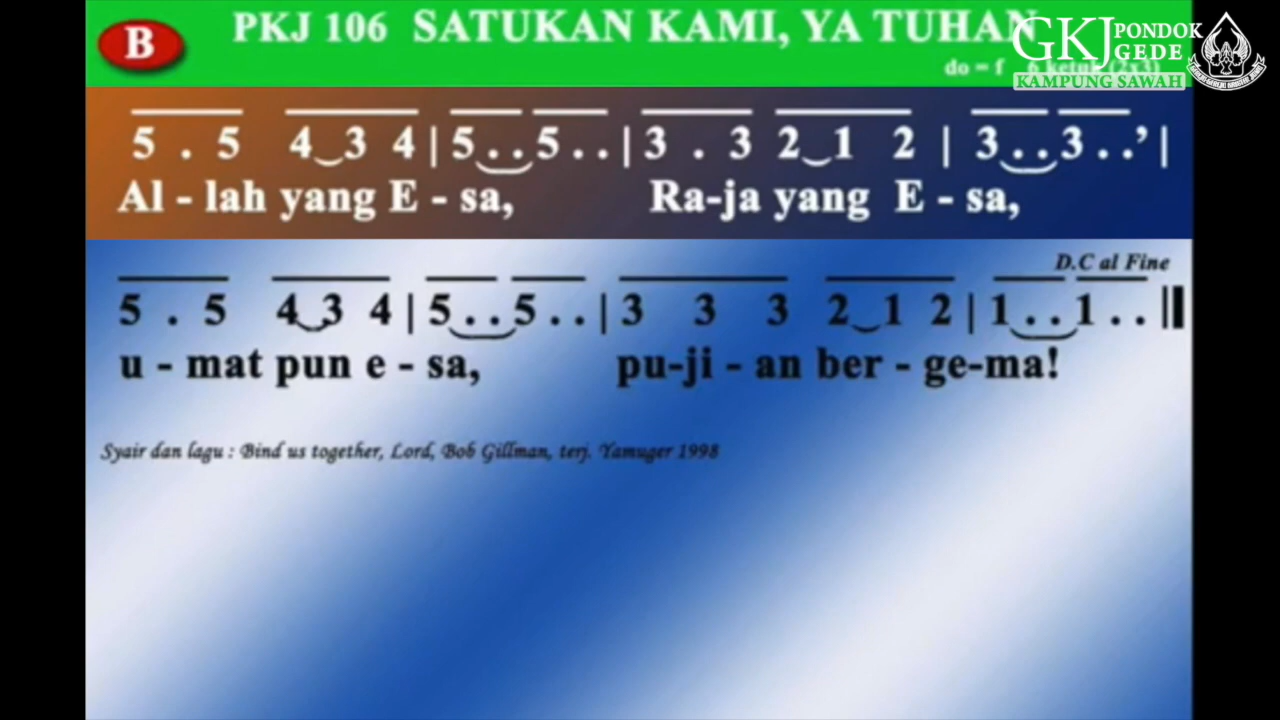 B
PKJ 106 SATUKAN KAMI, YA TUHAN
do = f 6 ketuk (2x3)
GKJ PONDOK GEDE
KAMPUNG SAWAH
5 . 5 4 3 4 | 5 . . 5 . . | 3 . 3 2 1 2 | 3 . . 3 . .’ |
Al - lah yang E - sa, Ra-ja yang E - sa,
D.C al Fine
5 . 5 4 3 4 | 5 . . 5 . . | 3 3 3 2 1 2 | 1 . . 1 . . ||
u - mat pun e - sa, pu-ji - an ber - ge-ma!
Syair dan lagu : Bind us together, Lord, Bob Gillman, terj. Yamuger 1998